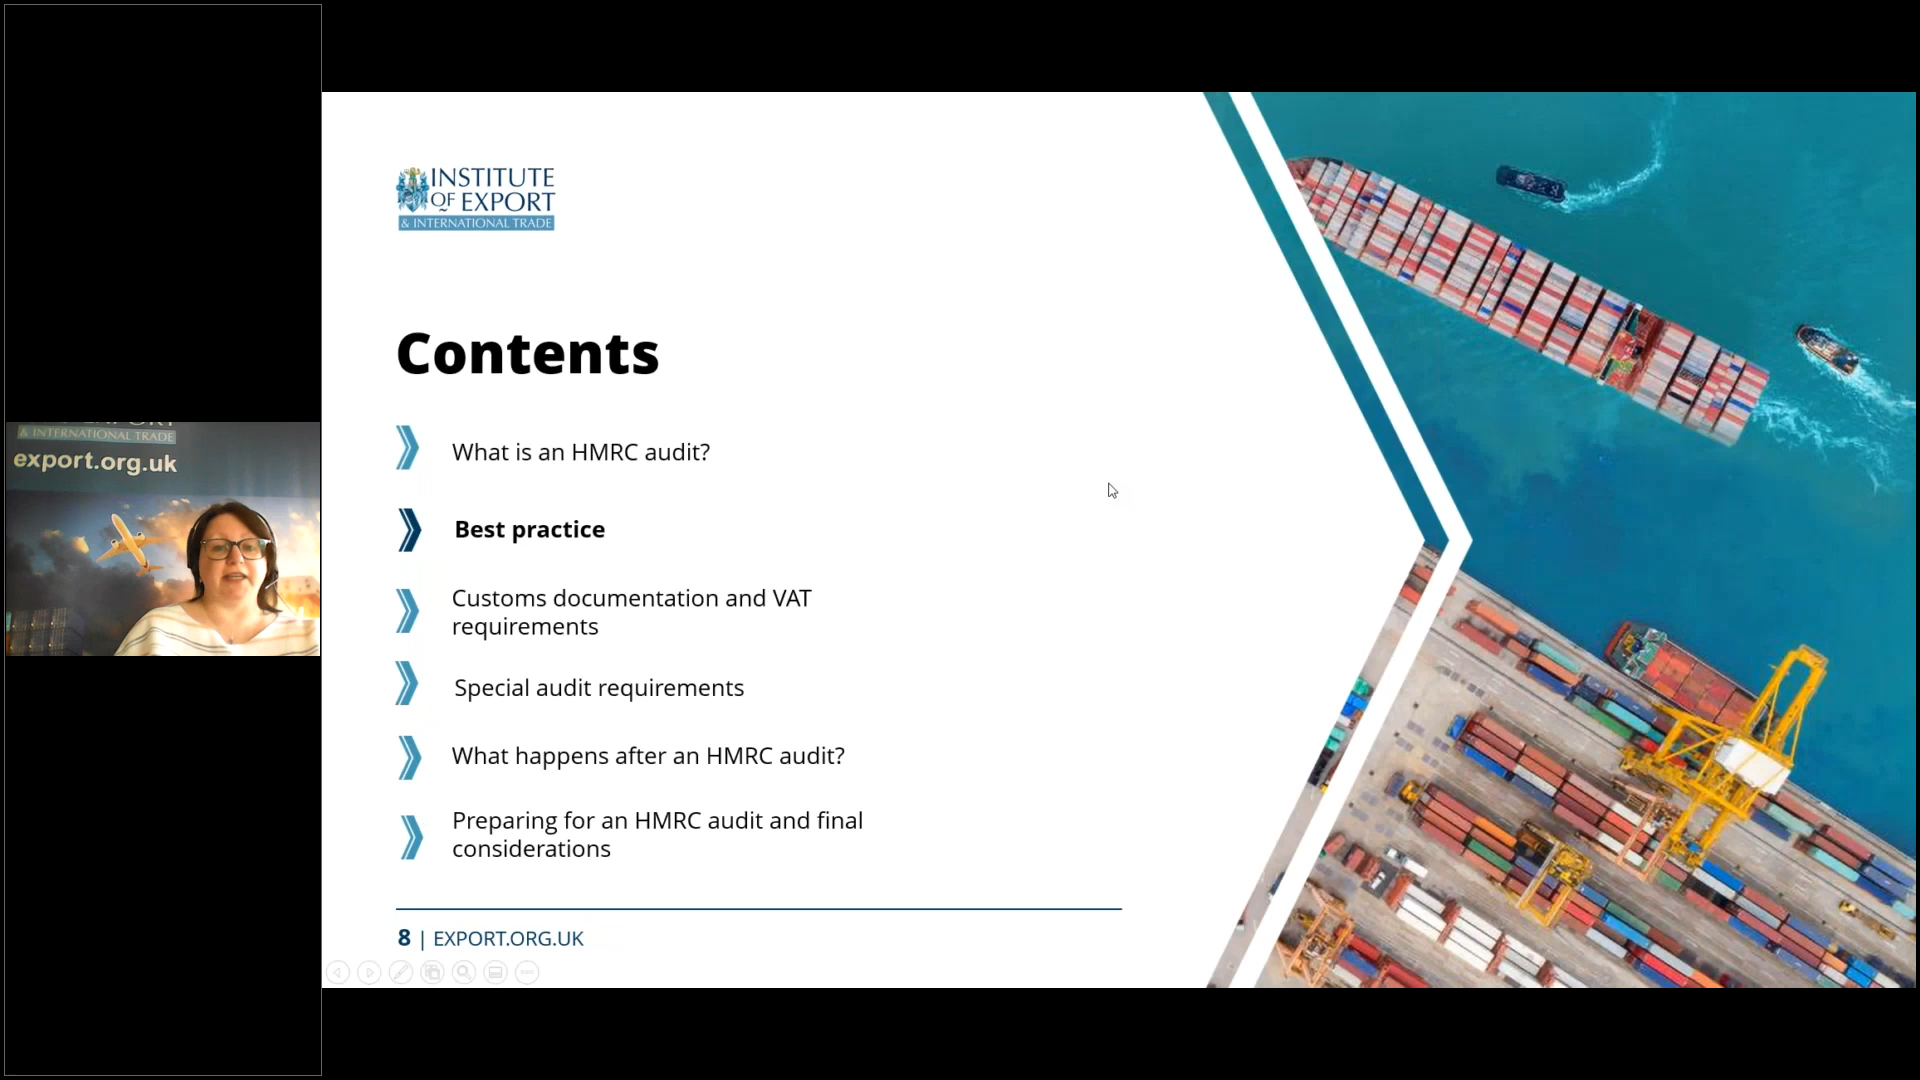 & INTERNATIONAL TRADE
export.org.uk
INSTITUTE
OF EXPORT
& INTERNATIONAL TRADE
Contents
What is an HMRC audit?
Best practice
Customs documentation and VAT
requirements
Special audit requirements
What happens after an HMRC audit?
Preparing for an HMRC audit and final
considerations
8 | EXPORT.ORG.UK